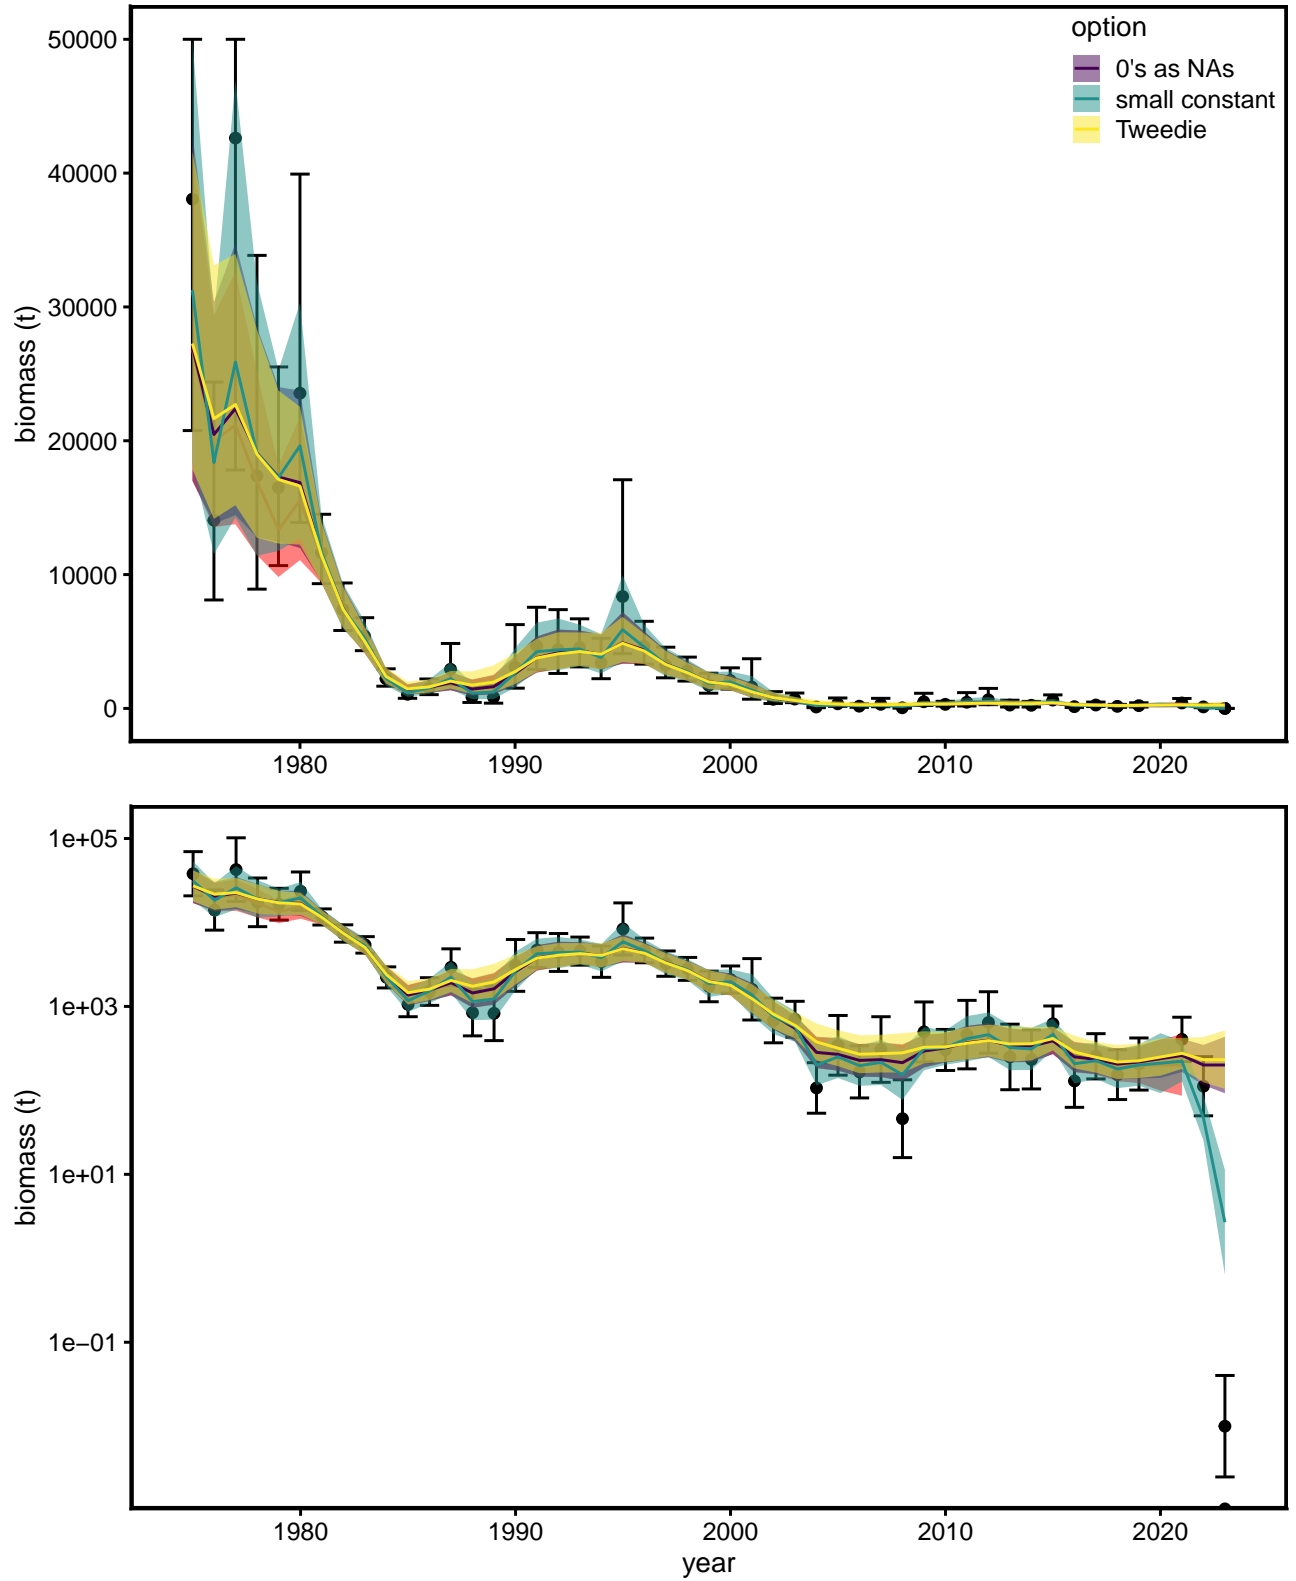 option
0's as NAs
small constant
Tweedie
biomass (t)
50000
40000
30000
20000
10000
0
1980
1990
2000
2010
2020
biomass (t)
1e+05
1e+03
1e+01
1e−01
1980
1990
2000
2010
2020
year